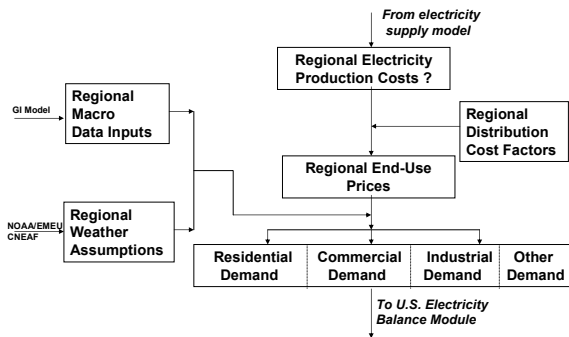 From electricity
supply model
Regional Electricity
Production Costs ?
GI Model
Regional
Macro
Data Inputs
Regional
Distribution
Cost Factors
Regional End-Use
Prices
NOAA/EMEU
CNEAF
Regional
Weather
Assumptions
Residential
Demand
Commercial
Demand
Industrial
Demand
Other
Demand
To U.S. Electricity
Balance Module